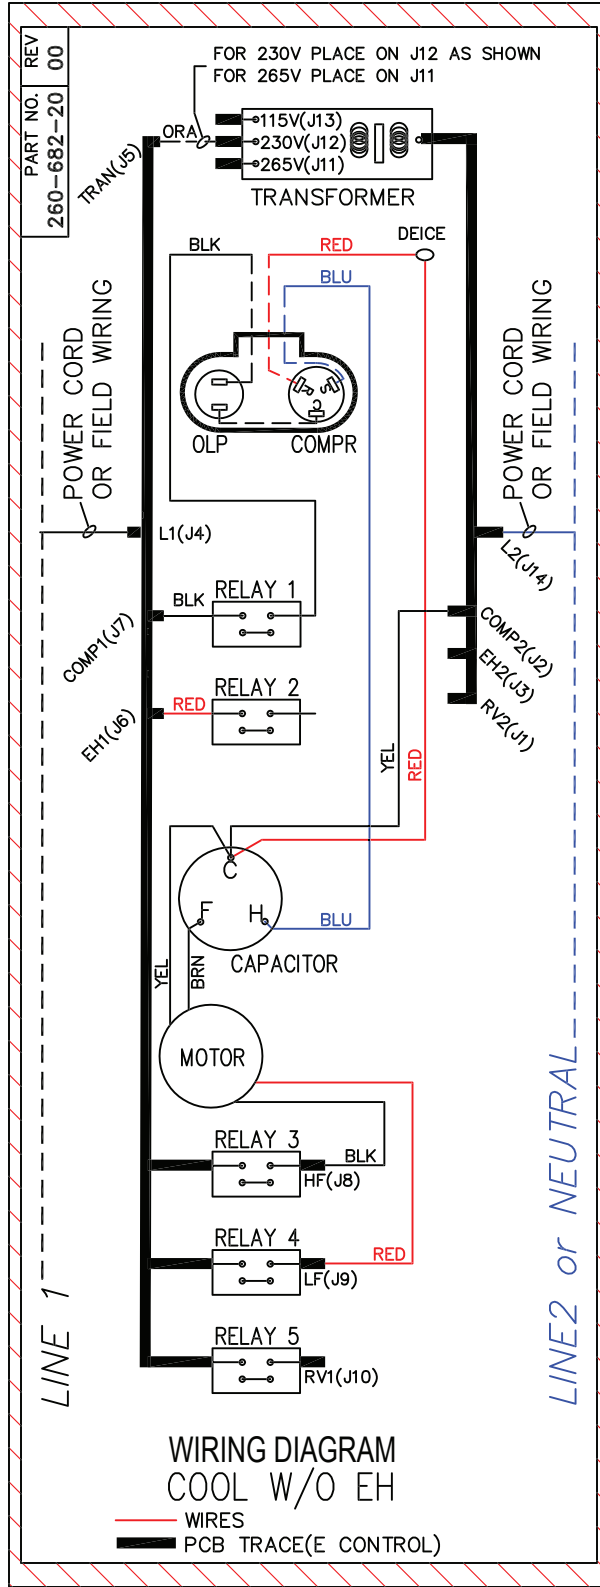 PART NO. REV
260-682-20 00
FOR 230V PLACE ON J12 AS SHOWN
FOR 265V PLACE ON J11
ORA
TRAN(J5)
115V(J13)
230V(J12)
265V(J11)
TRANSFORMER
BLK
RED
DEICE
BLU
POWER CORD
OR FIELD WIRING
POWER CORD
OR FIELD WIRING
R
S
C
OLP
COMPR
L1(J4)
L2(J14)
RELAY 1
BLK
COMP1(J7)
COMP2(J2)
EH2(J3)
RV2(J1)
RELAY 2
RED
EH1(J6)
YEL
RED
C
F
H
BLU
CAPACITOR
YEL
BRN
MOTOR
RELAY 3
BLK
HF(J8)
RELAY 4
RED
LF(J9)
RELAY 5
RV1(J10)
LINE 1
LINE2 or NEUTRAL
WIRING DIAGRAM
COOL W/O EH
WIRES
PCB TRACE(E CONTROL)